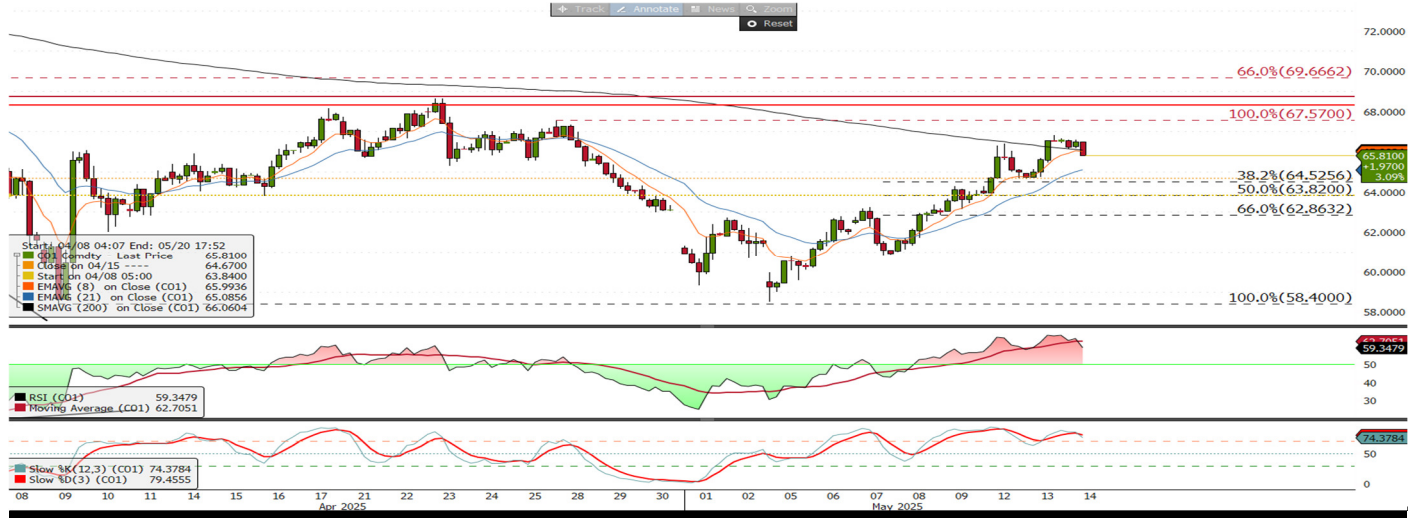 Track Annotate News Zoom
Reset
72.0000
66.0%(69.6662)
70.0000
100.0%(67.5700)
68.0000
65.8100
+1.9700
3.09%
38.2%(64.5256)
50.0%(63.8200)
64.0000
66.0%(62.8632)
62.0000
60.0000
100.0%(58.4000)
58.0000
Start: 04/08 04:07 End: 05/20 17:52
CO1 Comdty Last Price 65.8100
Close on 04/15 ---- 64.6700
Start on 04/08 05:00 63.8400
EMAVG (8) on Close (CO1) 65.9936
EMAVG (21) on Close (CO1) 65.0856
SMAVG (200) on Close (CO1) 66.0604
62.7051
59.3479
50
40
30
RSI (CO1) 59.3479
Moving Average (CO1) 62.7051
74.3784
50
0
Slow %K(12,3) (CO1) 74.3784
Slow %D(3) (CO1) 79.4555
08 09 10 11 14 15 16 17 21 22 23 24 25 28 29 30 01 02 05 06 07 08 09 12 13 14
Apr 2025 May 2025